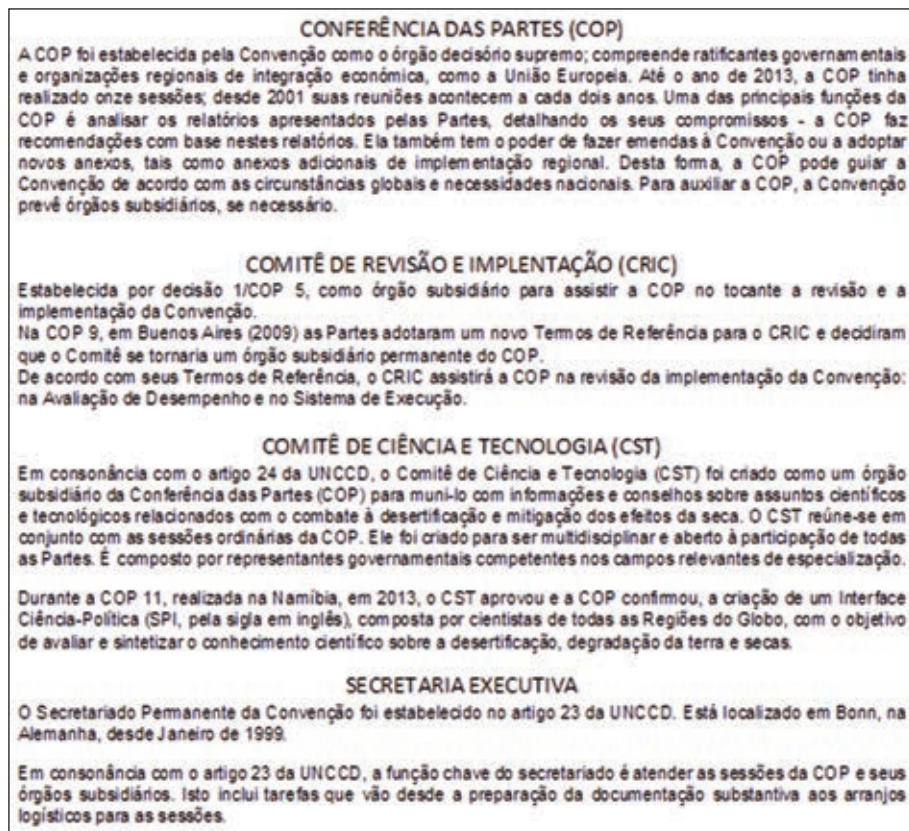 CONFERÊNCIA DAS PARTES (COP)
A COP foi estabelecida pela Convenção como o órgão decisório supremo; compreende ratificantes governamentais
e organizações regionais de integração económica, como a União Europeia. Até o ano de 2013, a COP tinha
realizado onze sessões; desde 2001 suas reuniões acontecem a cada dois anos. Uma das principais funções da
COP é analisar os relatórios apresentados pelas Partes, detalhando os seus compromissos - a COP faz
recomendações com base nestes relatórios. Ela também tem o poder de fazer emendas à Convenção ou a adoptar
novos anexos, tais como anexos adicionais de implementação regional. Desta forma, a COP pode guiar a
Convenção de acordo com as circunstâncias globais e necessidades nacionais. Para auxiliar a COP, a Convenção
prevê órgãos subsidiários, se necessário.
COMITÊ DE REVISÃO E IMPLENTAÇÃO (CRIC)
Estabelecida por decisão 1/COP 5, como órgão subsidiário para assistir a COP no tocante a revisão e a
implementação da Convenção.
Na COP 9, em Buenos Aires (2009) as Partes adotaram um novo Termos de Referência para o CRIC e decidiram
que o Comitê se tornaria um órgão subsidiário permanente do COP.
De acordo com seus Termos de Referência, o CRIC assistirá a COP na revisão da implementação da Convenção:
na Avaliação de Desempenho e no Sistema de Execução.
COMITÊ DE CIÊNCIA E TECNOLOGIA (CST)
Em consonância com o artigo 24 da UNCCD, o Comitê de Ciência e Tecnologia (CST) foi criado como um órgão
subsidiário da Conferência das Partes (COP) para muni-lo com informações e conselhos sobre assuntos científicos
e tecnológicos relacionados com o combate à desertificação e mitigação dos efeitos da seca. O CST reúne-se em
conjunto com as sessões ordinárias da COP. Ele foi criado para ser multidisciplinar e aberto à participação de todas
as Partes. É composto por representantes governamentais competentes nos campos relevantes de especialização.
Durante a COP 11, realizada na Namíbia, em 2013, o CST aprovou e a COP confirmou, a criação de um Interface
Ciência-Política (SPI, pela sigla em inglês), composta por cientistas de todas as Regiões do Globo, com o objetivo
de avaliar e sintetizar o conhecimento científico sobre a desertificação, degradação da terra e secas.
SECRETARIA EXECUTIVA
O Secretariado Permanente da Convenção foi estabelecido no artigo 23 da UNCCD. Está localizado em Bonn, na
Alemanha, desde Janeiro de 1999.
Em consonância com o artigo 23 da UNCCD, a função chave do secretariado é atender as sessões da COP e seus
órgãos subsidiários. Isto inclui tarefas que vão desde a preparação da documentação substantiva aos arranjos
logísticos para as sessões.